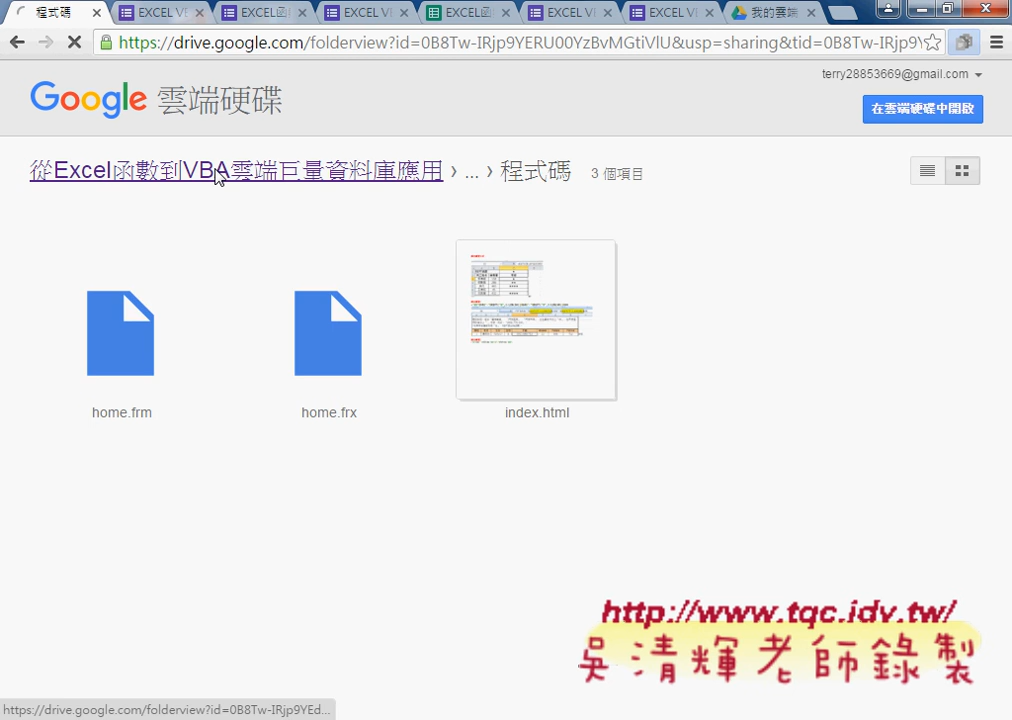 程式碼
EXCEL VB
EXCEL函
EXCEL VB
EXCEL函
EXCEL VB
EXCEL VB
我的雲端
https://drive.google.com/folderview?id=0B8Tw-IRjp9YERU00YzBvMGtiVlU&usp=sharing&tid=0B8Tw-IRjp9Y
terry28853669@gmail.com
Google 雲端硬碟
在雲端硬碟中開啟
從Excel函數到VBA雲端巨量資料庫應用 › ... › 程式碼 3 個項目
home.frm
home.frx
index.html
http://www.tqc.idv.tw/
吳清輝老師錄製
https://drive.google.com/folderview?id=0B8Tw-IRjp9YEd...